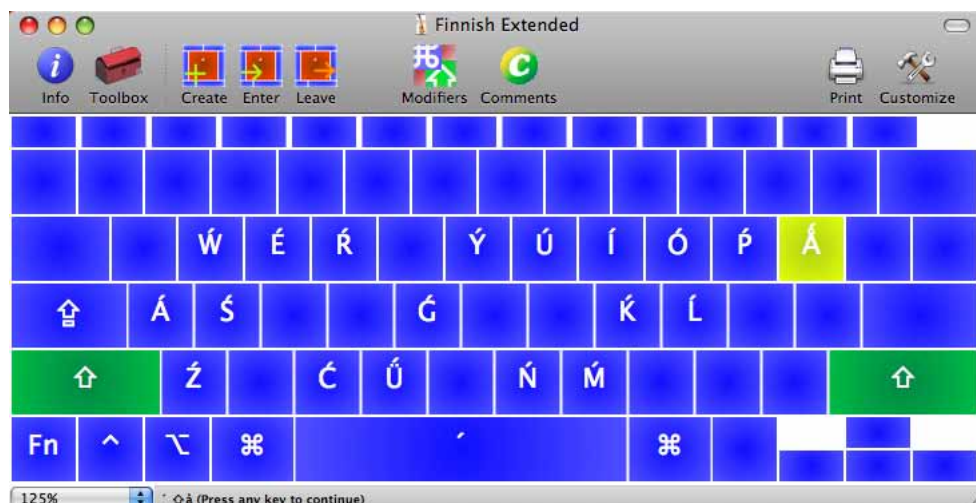 Finnish Extended
Info Toolbox Create Enter Leave Modifiers Comments Print Customize
Ẃ É Ŕ Ý Ú Í Ó Ṕ Ǻ
⇪ Á Ś Ǵ Ḱ Ĺ
⇧ Ź Ć Ǘ Ń Ḿ ⇧
Fn ^ ⌥ ⌘ ´ ⌘
125% ´ ⇧å (Press any key to continue)